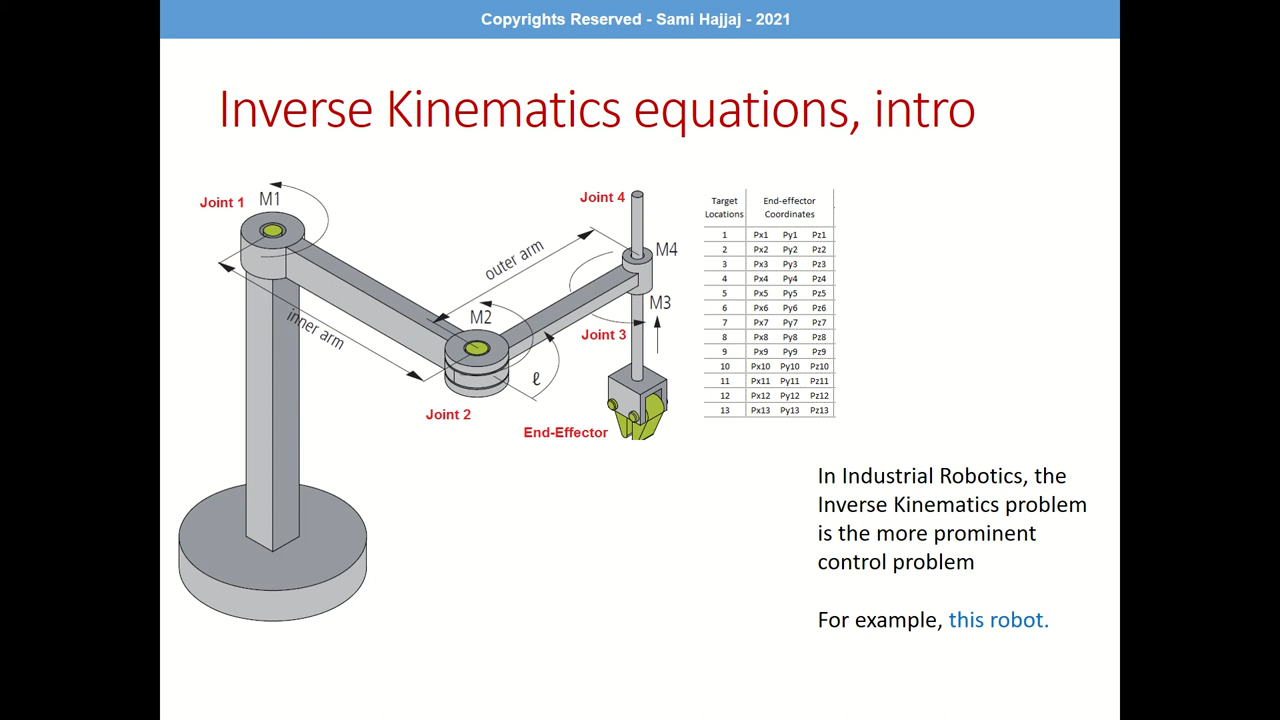 Copyrights Reserved - Sami Hajjaj - 2021
Inverse Kinematics equations, intro
Joint 1
M1
inner arm
outer arm
M2
ℓ
Joint 2
Joint 4
M4
M3
Joint 3
End-Effector
Target Locations End-effector Coordinates
1 Px1 Py1 Pz1
2 Px2 Py2 Pz2
3 Px3 Py3 Pz3
4 Px4 Py4 Pz4
5 Px5 Py5 Pz5
6 Px6 Py6 Pz6
7 Px7 Py7 Pz7
8 Px8 Py8 Pz8
9 Px9 Py9 Pz9
10 Px10 Py10 Pz10
11 Px11 Py11 Pz11
12 Px12 Py12 Pz12
13 Px13 Py13 Pz13
In Industrial Robotics, the
Inverse Kinematics problem
is the more prominent
control problem
For example, this robot.